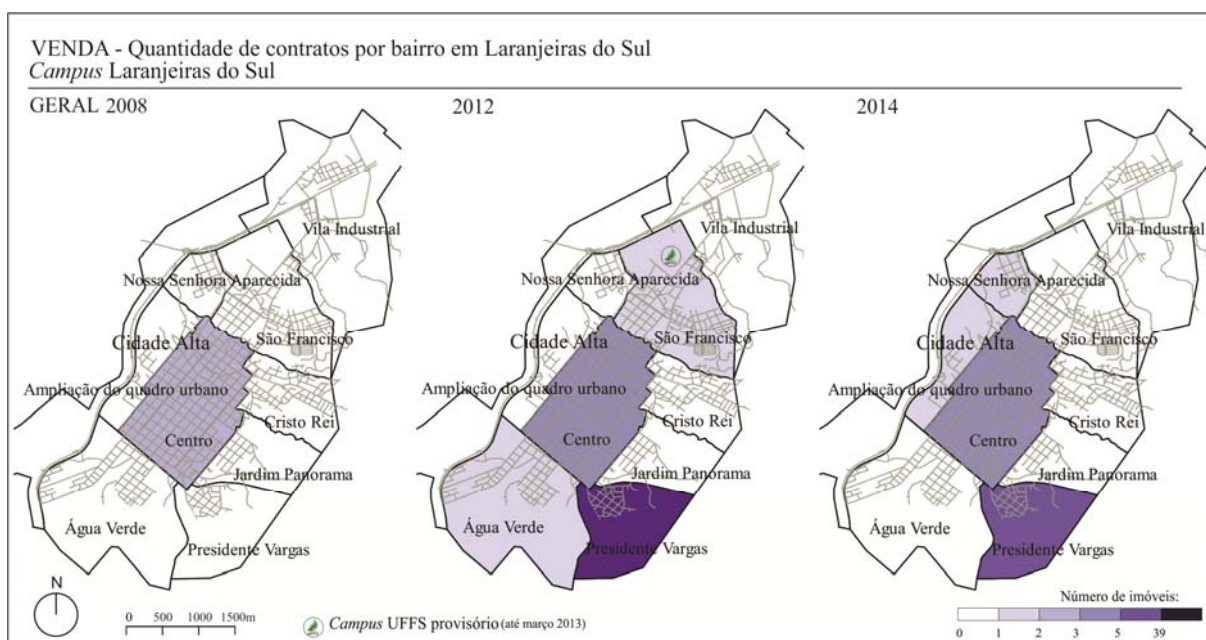 VENDA - Quantidade de contratos por bairro em Laranjeiras do Sul
Campus Laranjeiras do Sul
GERAL 2008
2012
2014
Vila Industrial
Nossa Senhora Aparecida
Cidade Alta
São Francisco
Ampliação do quadro urbano
Cristo Rei
Centro
Jardim Panorama
Água Verde
Presidente Vargas
Vila Industrial
Nossa Senhora Aparecida
Cidade Alta
São Francisco
Ampliação do quadro urbano
Cristo Rei
Centro
Jardim Panorama
Água Verde
Presidente Vargas
Vila Industrial
Nossa Senhora Aparecida
Cidade Alta
São Francisco
Ampliação do quadro urbano
Cristo Rei
Centro
Jardim Panorama
Água Verde
Presidente Vargas
N
0 500 1000 1500m
Campus UFFS provisório (até março 2013)
Número de imóveis:
0 1 2 3 5 39